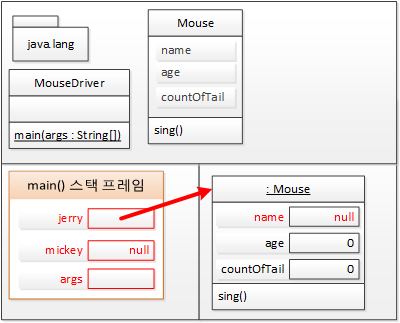 java.lang
MouseDriver
main(args : String[])
Mouse
name
age
countOfTail
sing()
main() 스택 프레임
jerry
mickey null
args
: Mouse
name null
age 0
countOfTail 0
sing()